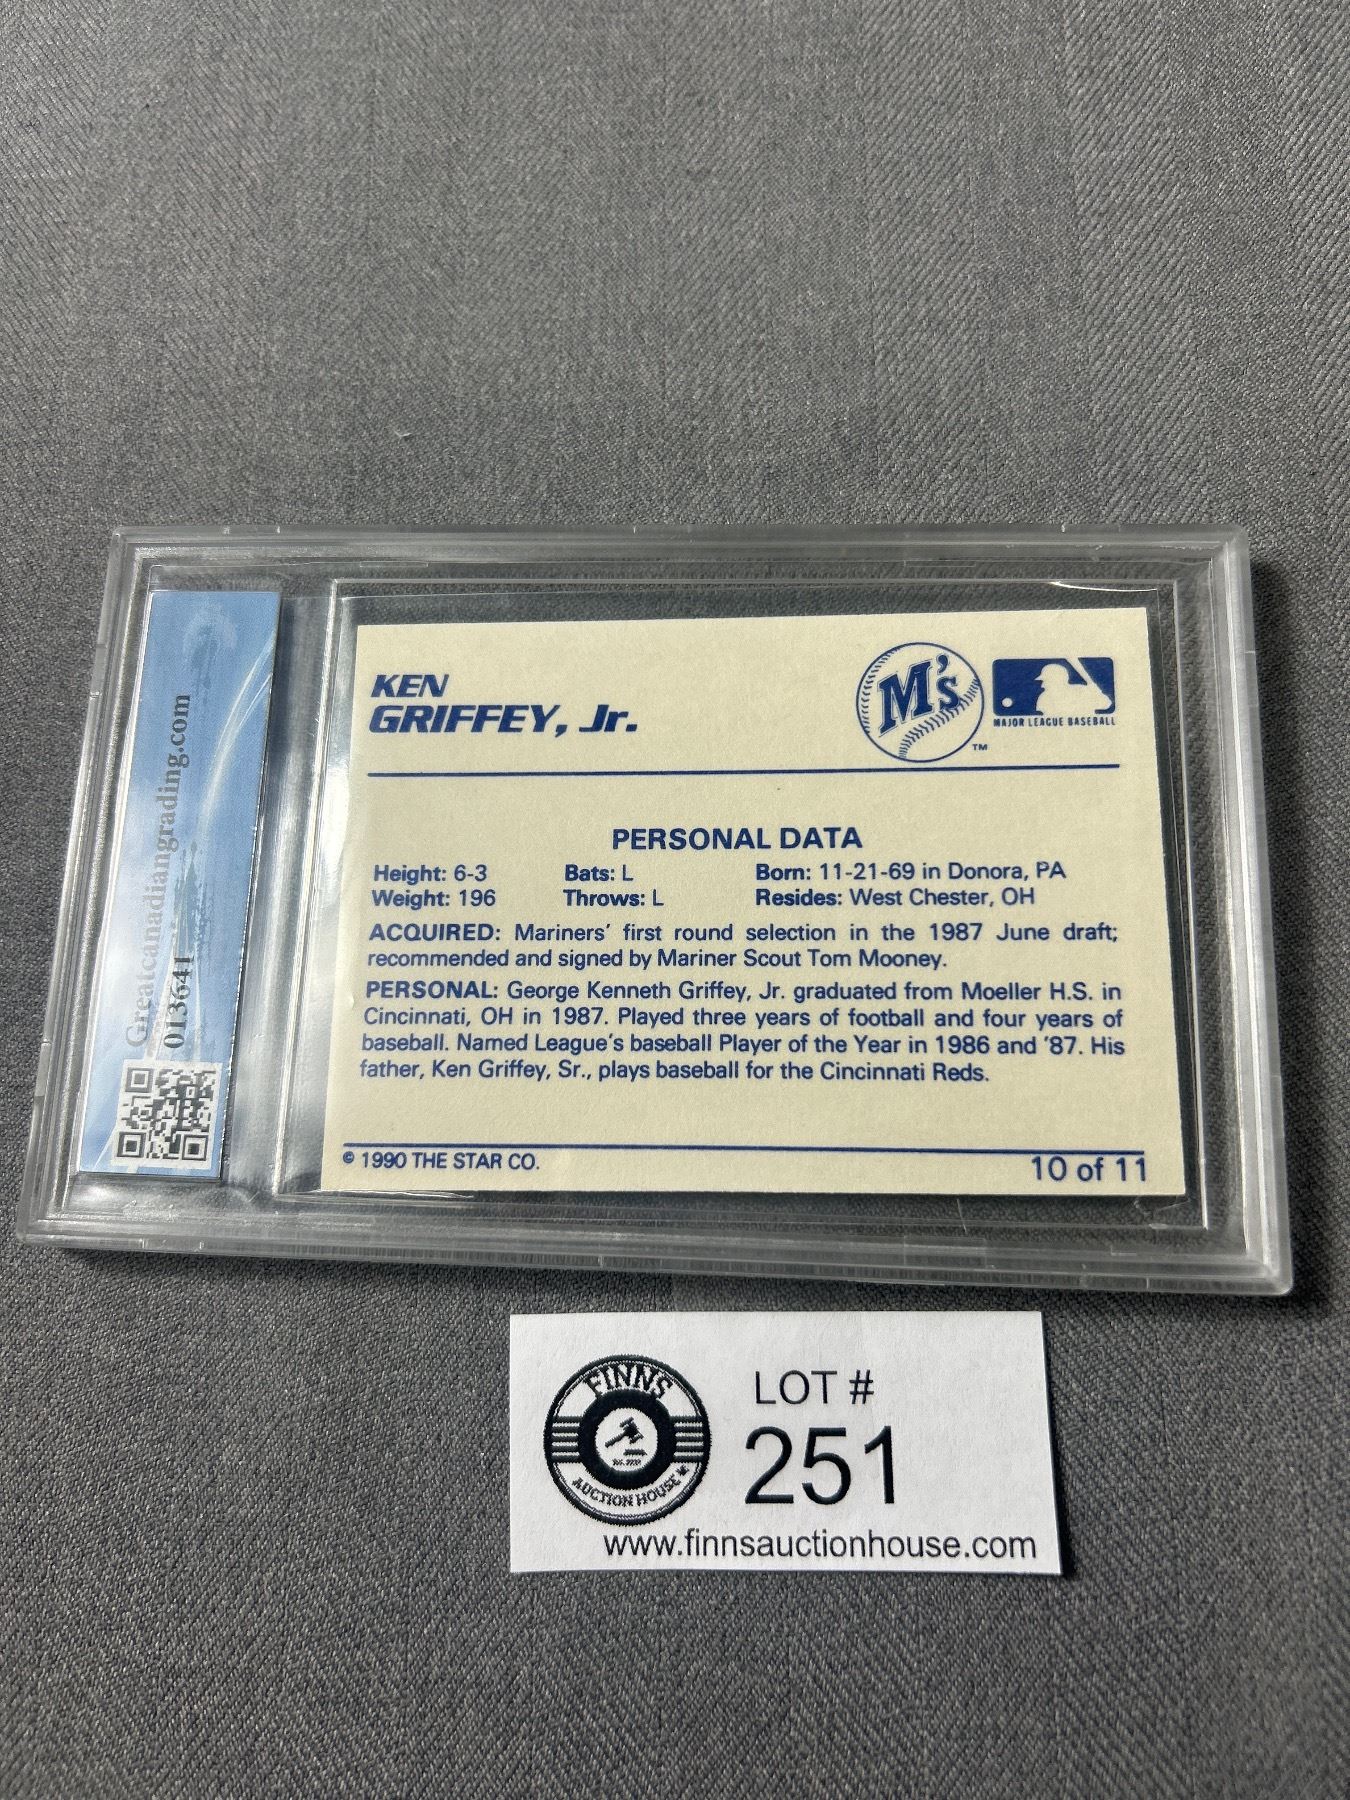 Greatcanadiangrading.com
013641
KEN
GRIFFEY, Jr.
M's
TM
MAJOR LEAGUE BASEBALL
PERSONAL DATA
Height: 6-3 Bats: L Born: 11-21-69 in Donora, PA
Weight: 196 Throws: L Resides: West Chester, OH
ACQUIRED: Mariners' first round selection in the 1987 June draft;
recommended and signed by Mariner Scout Tom Mooney.
PERSONAL: George Kenneth Griffey, Jr. graduated from Moeller H.S. in
Cincinnati, OH in 1987. Played three years of football and four years of
baseball. Named League's baseball Player of the Year in 1986 and '87. His
father, Ken Griffey, Sr., plays baseball for the Cincinnati Reds.
© 1990 THE STAR CO. 10 of 11
FINNS
AUCTION HOUSE
LOT #
251
www.finnsauctionhouse.com